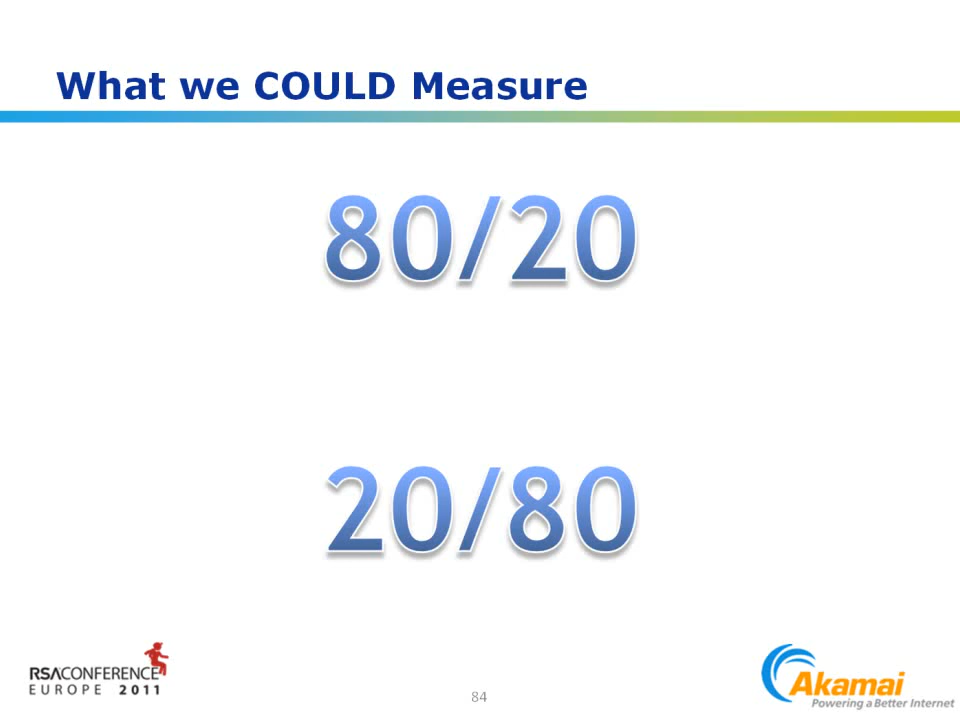 What we COULD Measure
80/20
20/80
RSACONFERENCE
EUROPE 2011
84
Akamai
Powering a Better Internet